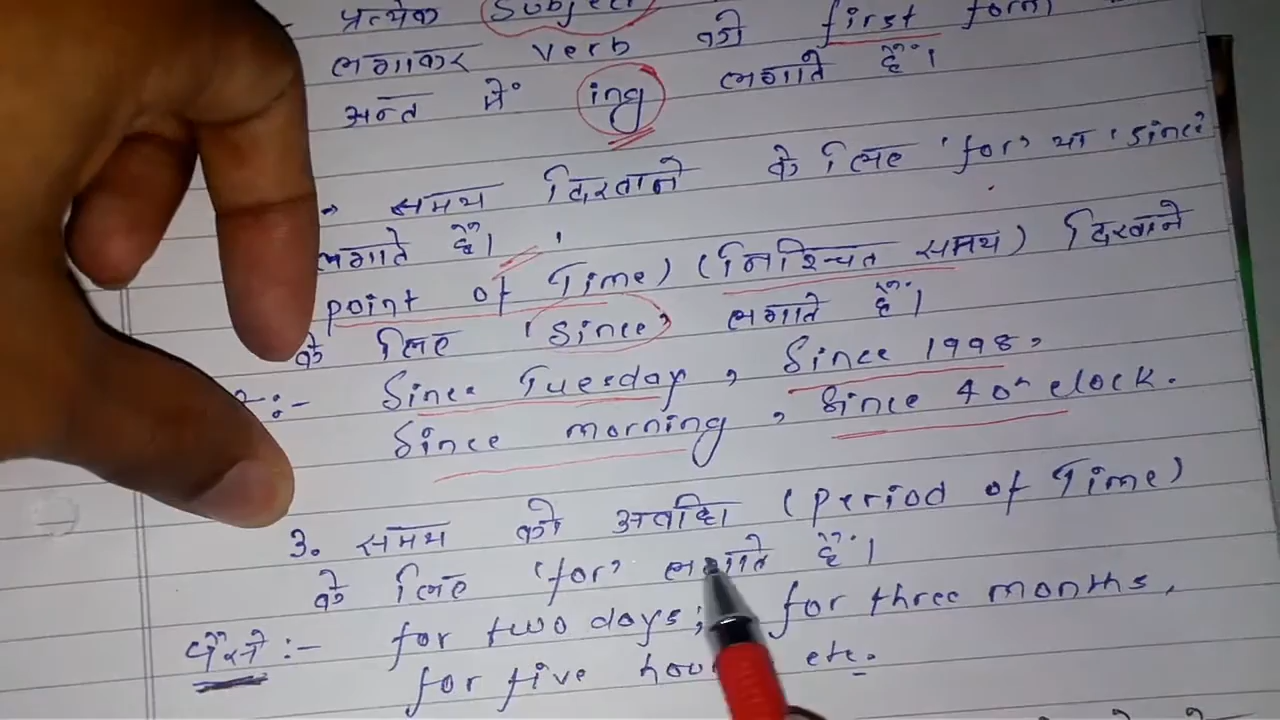 प्रत्येक Subject
लगाकर verb को first form
अन्त में ing लगाते हैं।
समय दिखाने के लिए 'for' या 'since
लगाते हैं।
point of Time) (निश्चित समय) दिखाने
के लिए 'Since' लगाते हैं।
:- Since Tuesday, Since 1998,
Since morning, Since 4 o' clock.
3. समय को अवधि (Period of Time)
के लिए 'for' लगाते हैं।
जैसे :- for two days; for three months,
for five hou etc.